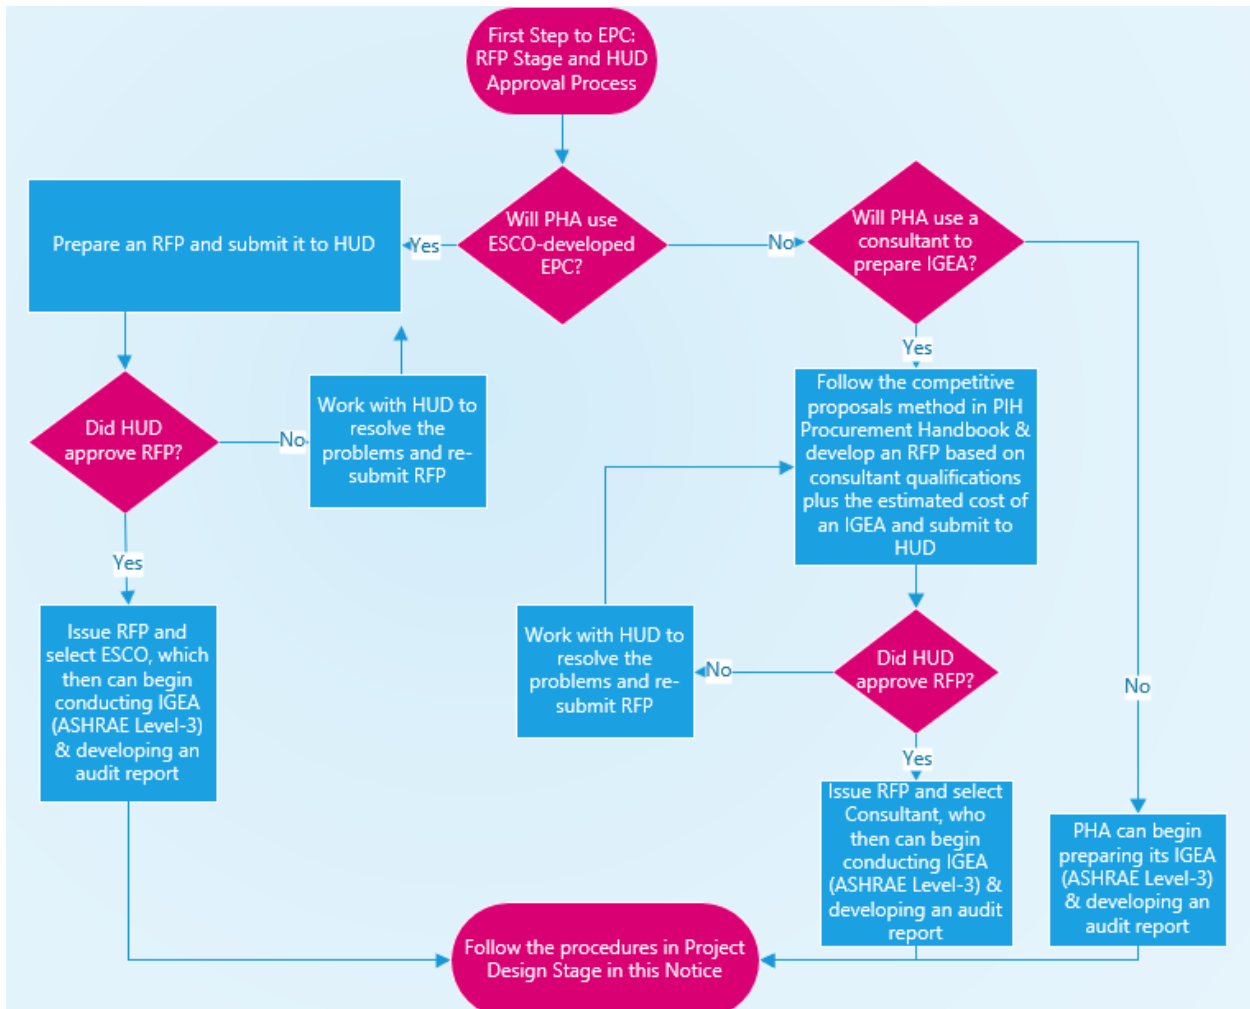 First Step to EPC:
RFP Stage and HUD
Approval Process
Will PHA use
ESCO-developed
EPC?
Yes
No
Prepare an RFP and submit it to HUD
Will PHA use a
consultant to
prepare IGEA?
Yes
No
Did HUD
approve RFP?
No
Yes
Work with HUD to
resolve the
problems and re-
submit RFP
Issue RFP and
select ESCO, which
then can begin
conducting IGEA
(ASHRAE Level-3)
& developing an
audit report
Follow the competitive
proposals method in PIH
Procurement Handbook &
develop an RFP based on
consultant qualifications
plus the estimated cost of
an IGEA and submit to
HUD
Did HUD
approve RFP?
No
Yes
Work with HUD to
resolve the
problems and re-
submit RFP
Issue RFP and select
Consultant, who
then can begin
conducting IGEA
(ASHRAE Level-3) &
developing an audit
report
PHA can begin
preparing its IGEA
(ASHRAE Level-3)
& developing an
audit report
Follow the procedures in Project
Design Stage in this Notice